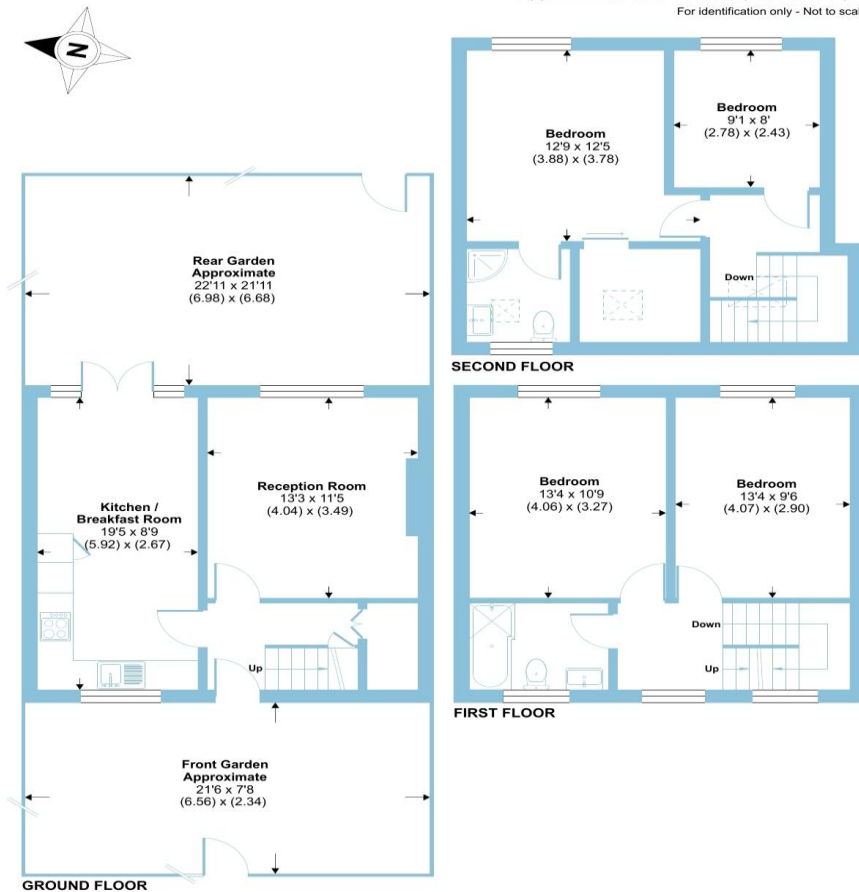 For identification only - Not to scal
N
Bedroom
12'9 x 12'5
(3.88) x (3.78)
Bedroom
9'1 x 8'
(2.78) x (2.43)
Down
SECOND FLOOR
Rear Garden
Approximate
22'11 x 21'11
(6.98) x (6.68)
Kitchen /
Breakfast Room
19'5 x 8'9
(5.92) x (2.67)
Reception Room
13'3 x 11'5
(4.04) x (3.49)
Up
Front Garden
Approximate
21'6 x 7'8
(6.56) x (2.34)
GROUND FLOOR
Bedroom
13'4 x 10'9
(4.06) x (3.27)
Bedroom
13'4 x 9'6
(4.07) x (2.90)
Down
Up
FIRST FLOOR